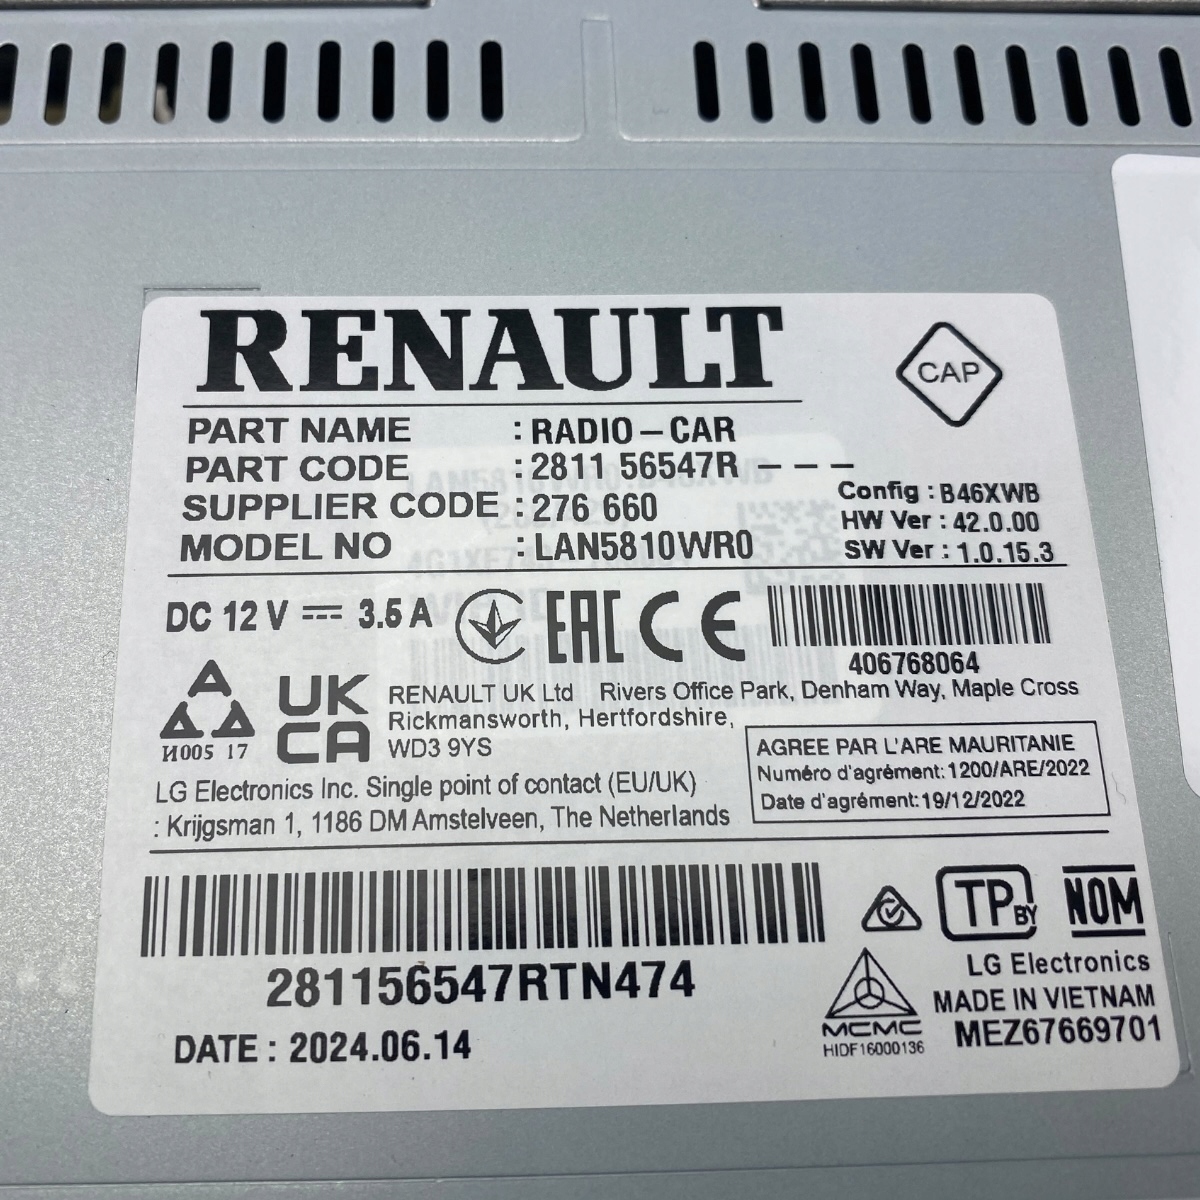 RENAULT
CAP
PART NAME : RADIO-CAR
PART CODE : 2811 56547R ---
SUPPLIER CODE : 276 660
MODEL NO : LAN5810WR0
Config : B46XWB
HW Ver : 42.0.00
SW Ver : 1.0.15.3
DC 12 V ⎓ 3.5 A
EAC CE
406768064
И005 17
UK
CA
RENAULT UK Ltd Rivers Office Park, Denham Way, Maple Cross
Rickmansworth, Hertfordshire,
WD3 9YS
AGREE PAR L'ARE MAURITANIE
Numéro d'agrément: 1200/ARE/2022
Date d'agrément: 19/12/2022
LG Electronics Inc. Single point of contact (EU/UK)
: Krijgsman 1, 1186 DM Amstelveen, The Netherlands
281156547RTN474
DATE : 2024.06.14
TP BY
NOM
MCMC
HIDF16000136
LG Electronics
MADE IN VIETNAM
MEZ67669701